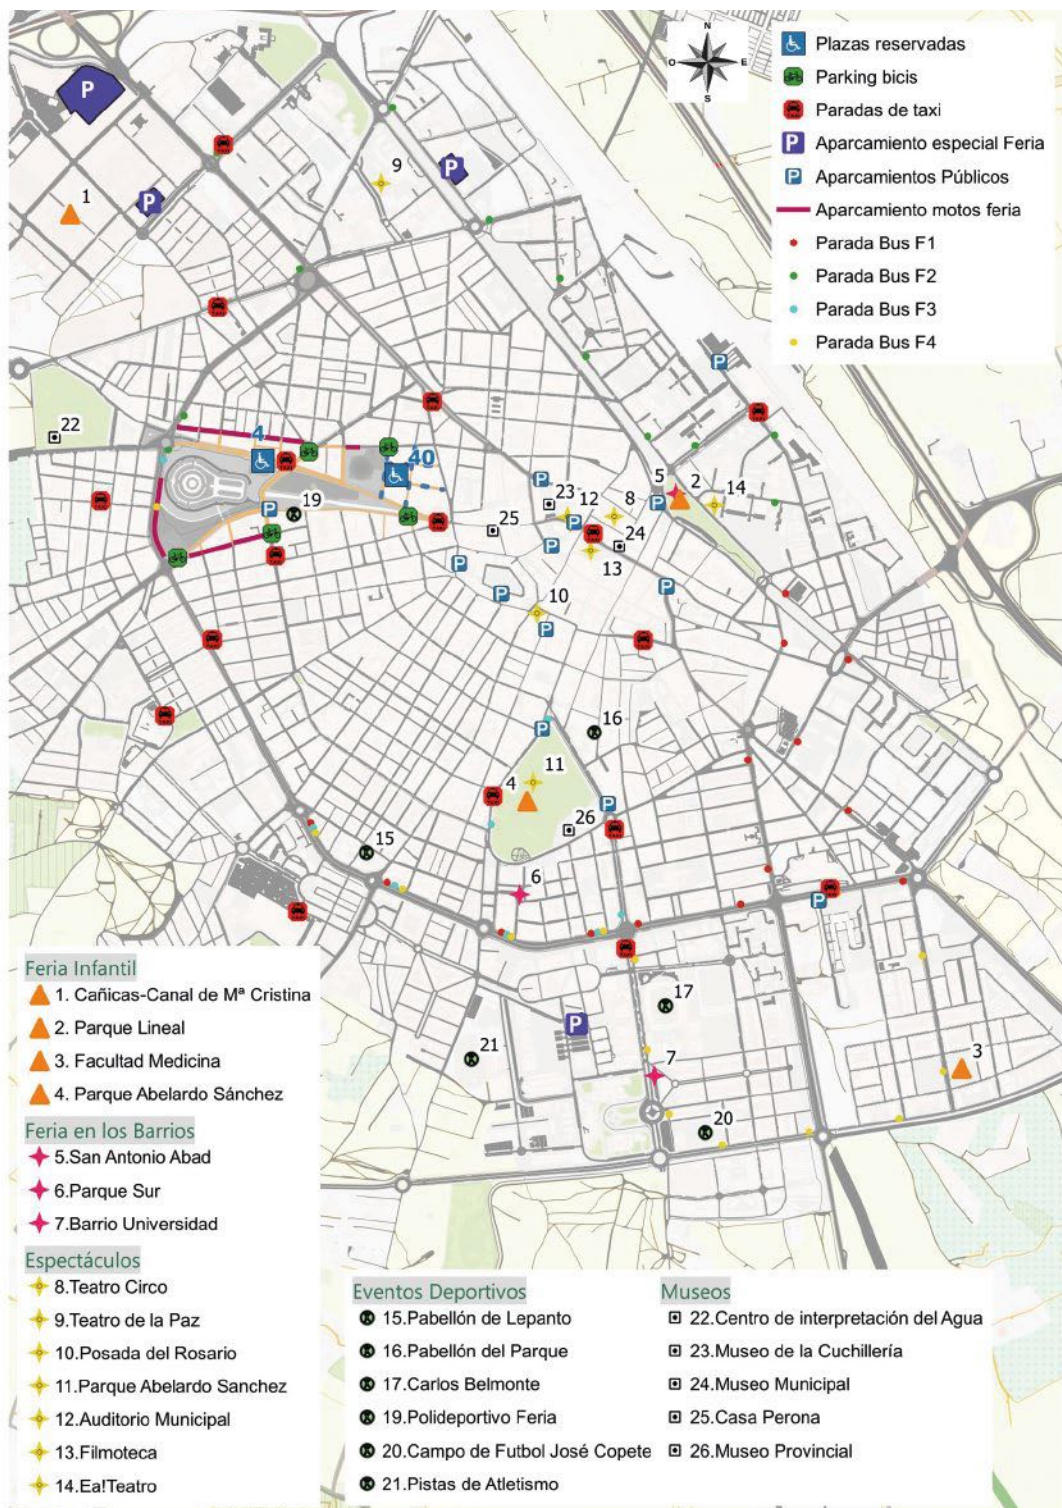 N
O
E
S
Plazas reservadas
Parking bicis
TAXI
Paradas de taxi
P
Aparcamiento especial Feria
P
Aparcamientos Públicos
Aparcamiento motos feria
Parada Bus F1
Parada Bus F2
Parada Bus F3
Parada Bus F4
P
1
P
9
P
22
4
40
19
P
25
23
12
8
24
13
5
2
14
P
10
P
16
11
4
26
15
6
17
21
P
7
20
3
Feria Infantil
1. Cañicas-Canal de Mª Cristina
2. Parque Lineal
3. Facultad Medicina
4. Parque Abelardo Sánchez
Feria en los Barrios
5.San Antonio Abad
6.Parque Sur
7.Barrio Universidad
Espectáculos
8.Teatro Circo
9.Teatro de la Paz
10.Posada del Rosario
11.Parque Abelardo Sanchez
12.Auditorio Municipal
13.Filmoteca
14.Ea!Teatro
Eventos Deportivos
15.Pabellón de Lepanto
16.Pabellón del Parque
17.Carlos Belmonte
19.Polideportivo Feria
20.Campo de Futbol José Copete
21.Pistas de Atletismo
Museos
22.Centro de interpretación del Agua
23.Museo de la Cuchillería
24.Museo Municipal
25.Casa Perona
26.Museo Provincial